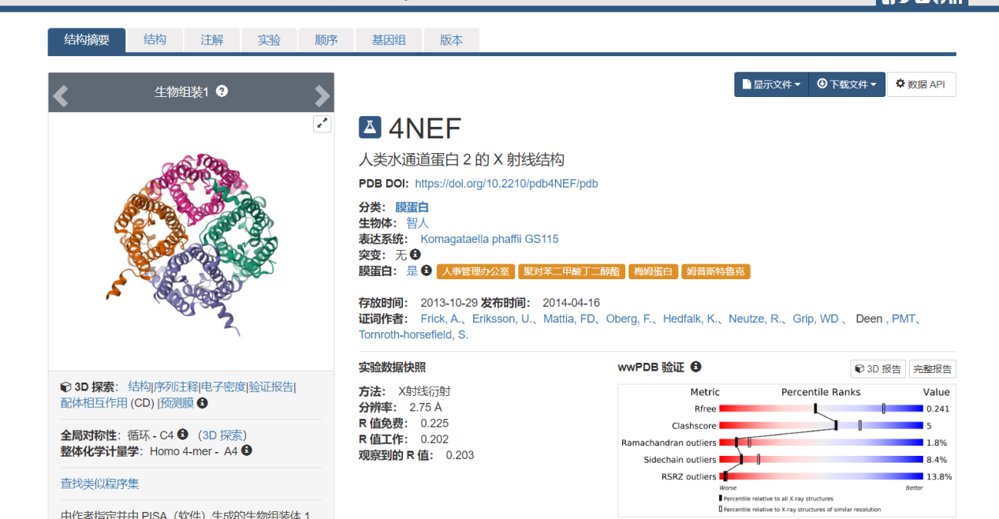 结构摘要 结构 注解 实验 顺序 基因组 版本
生物组装1
显示文件 下载文件 数据 API
4NEF
人类水通道蛋白 2 的 X 射线结构
PDB DOI: https://doi.org/10.2210/pdb4NEF/pdb
分类: 膜蛋白
生物体: 智人
表达系统: Komagataella phaffii GS115
突变: 无
膜蛋白: 是 人事管理办公室 聚对苯二甲酸丁二醇酯 梅姆蛋白 姆普斯特鲁克
存放时间: 2013-10-29 发布时间: 2014-04-16
证词作者: Frick, A.、Eriksson, U.、Mattia, FD、Oberg, F.、Hedfalk, K.、Neutze, R.、Grip, WD 、 Deen , PMT、
Tornroth-horsefield, S.
3D 探索: 结构|序列注释|电子密度|验证报告|
配体相互作用 (CD) |预测膜
全局对称性: 循环 - C4 (3D 探索)
整体化学计量学: Homo 4-mer - A4
查找类似程序集
由作者指定并由 PISA（软件）生成的生物组装体 1
实验数据快照
方法: X射线衍射
分辨率: 2.75 Å
R 值免费: 0.225
R 值工作: 0.202
观察到的 R 值: 0.203
wwPDB 验证 3D 报告 完整报告
Metric Percentile Ranks Value
Rfree 0.241
Clashscore 5
Ramachandran outliers 1.8%
Sidechain outliers 8.4%
RSRZ outliers 13.8%
Worse Better
Percentile relative to all X-ray structures
Percentile relative to X-ray structures of similar resolution